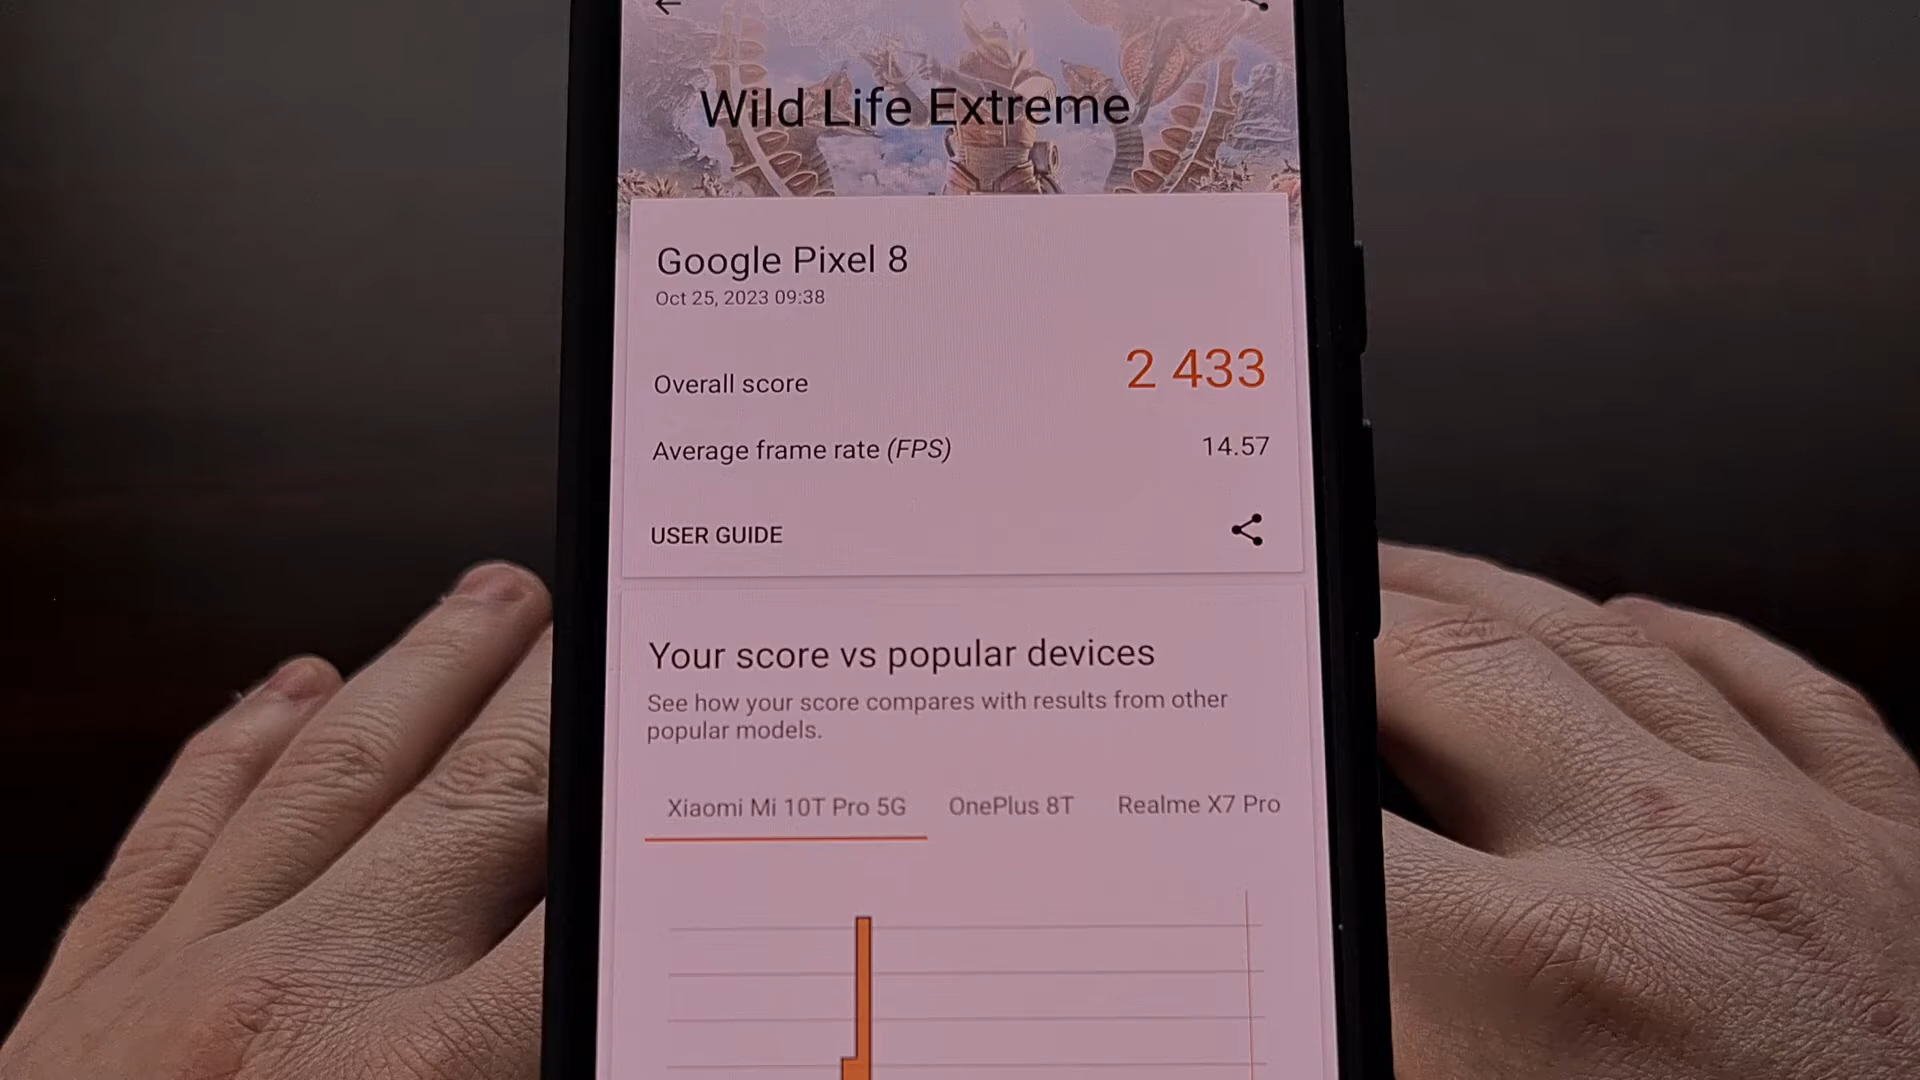 Wild Life Extreme
Google Pixel 8
Oct 25, 2023 09:38
Overall score 2 433
Average frame rate (FPS) 14.57
USER GUIDE
Your score vs popular devices
See how your score compares with results from other
popular models.
Xiaomi Mi 10T Pro 5G OnePlus 8T Realme X7 Pro